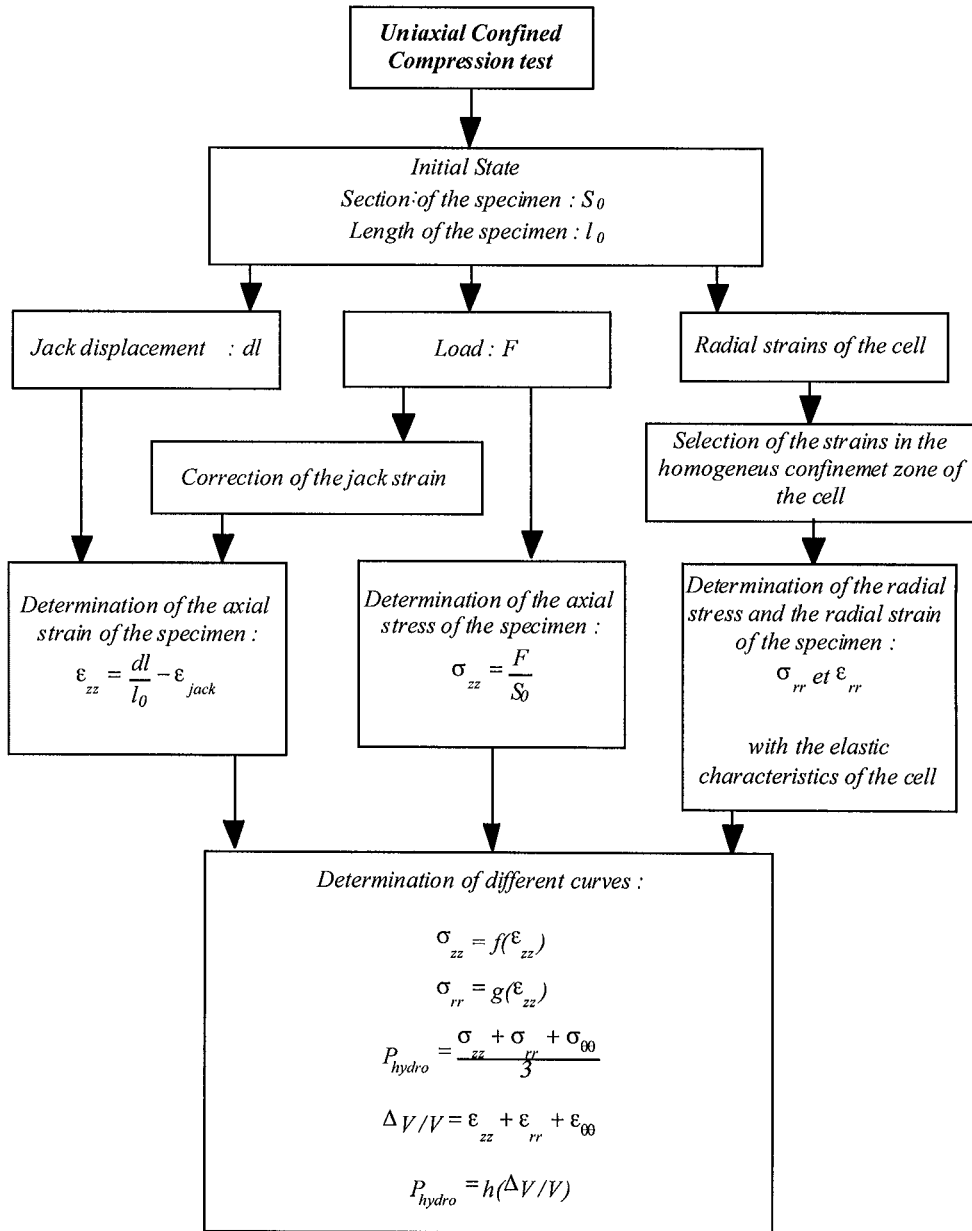 Uniaxial Confined
Compression test
Initial State
Section of the specimen : S0
Length of the specimen : l0
Jack displacement : dl
Load : F
Radial strains of the cell
Correction of the jack strain
Selection of the strains in the
homogeneus confinemet zone of
the cell
Determination of the axial
strain of the specimen :
εzz = dl/l0 − εjack
Determination of the axial
stress of the specimen :
σzz = F/S0
Determination of the radial
stress and the radial strain
of the specimen :
σrr et εrr
with the elastic
characteristics of the cell
Determination of different curves :
σzz = f(εzz)
σrr = g(εzz)
Phydro = (σzz + σrr + σθθ)/3
ΔV/V = εzz + εrr + εθθ
Phydro = h(ΔV/V)